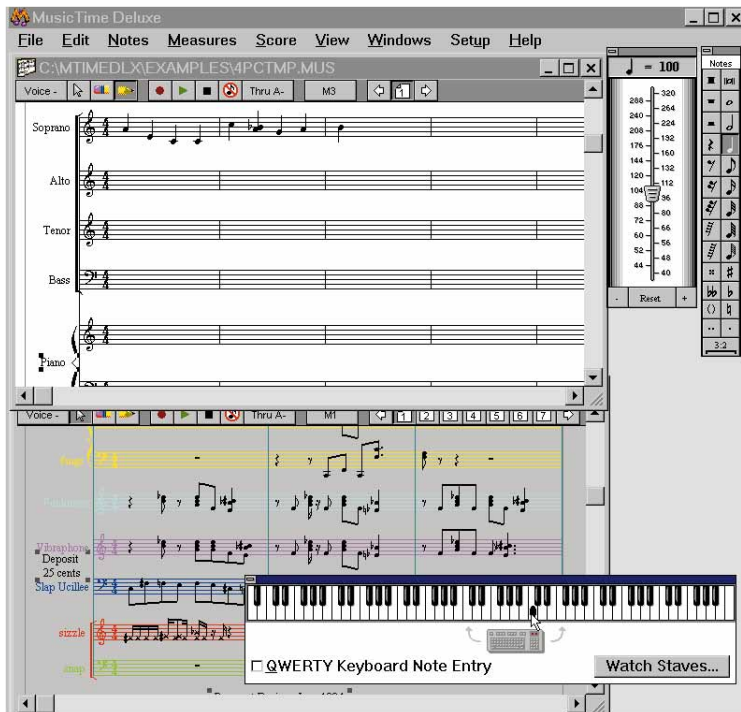 MusicTime Deluxe
File Edit Notes Measures Score View Windows Setup Help
C:\MTIMEDLX\EXAMPLES\4PCTMP.MUS
Voice - Thru A- M3 1
Soprano
Alto
Tenor
Bass
Piano
= 100
320
288
264
240
224
208
192
176
160
144
132
120
112
104
96
88
80
72
66
60
56
52
48
44
40
- Reset +
Notes
3:2
Voice - Thru A- M1 1 2 3 4 5 6 7
Vibraphone
Deposit
25 cents
Slap Ucillee
sizzle
snap
QWERTY Keyboard Note Entry
Watch Staves...